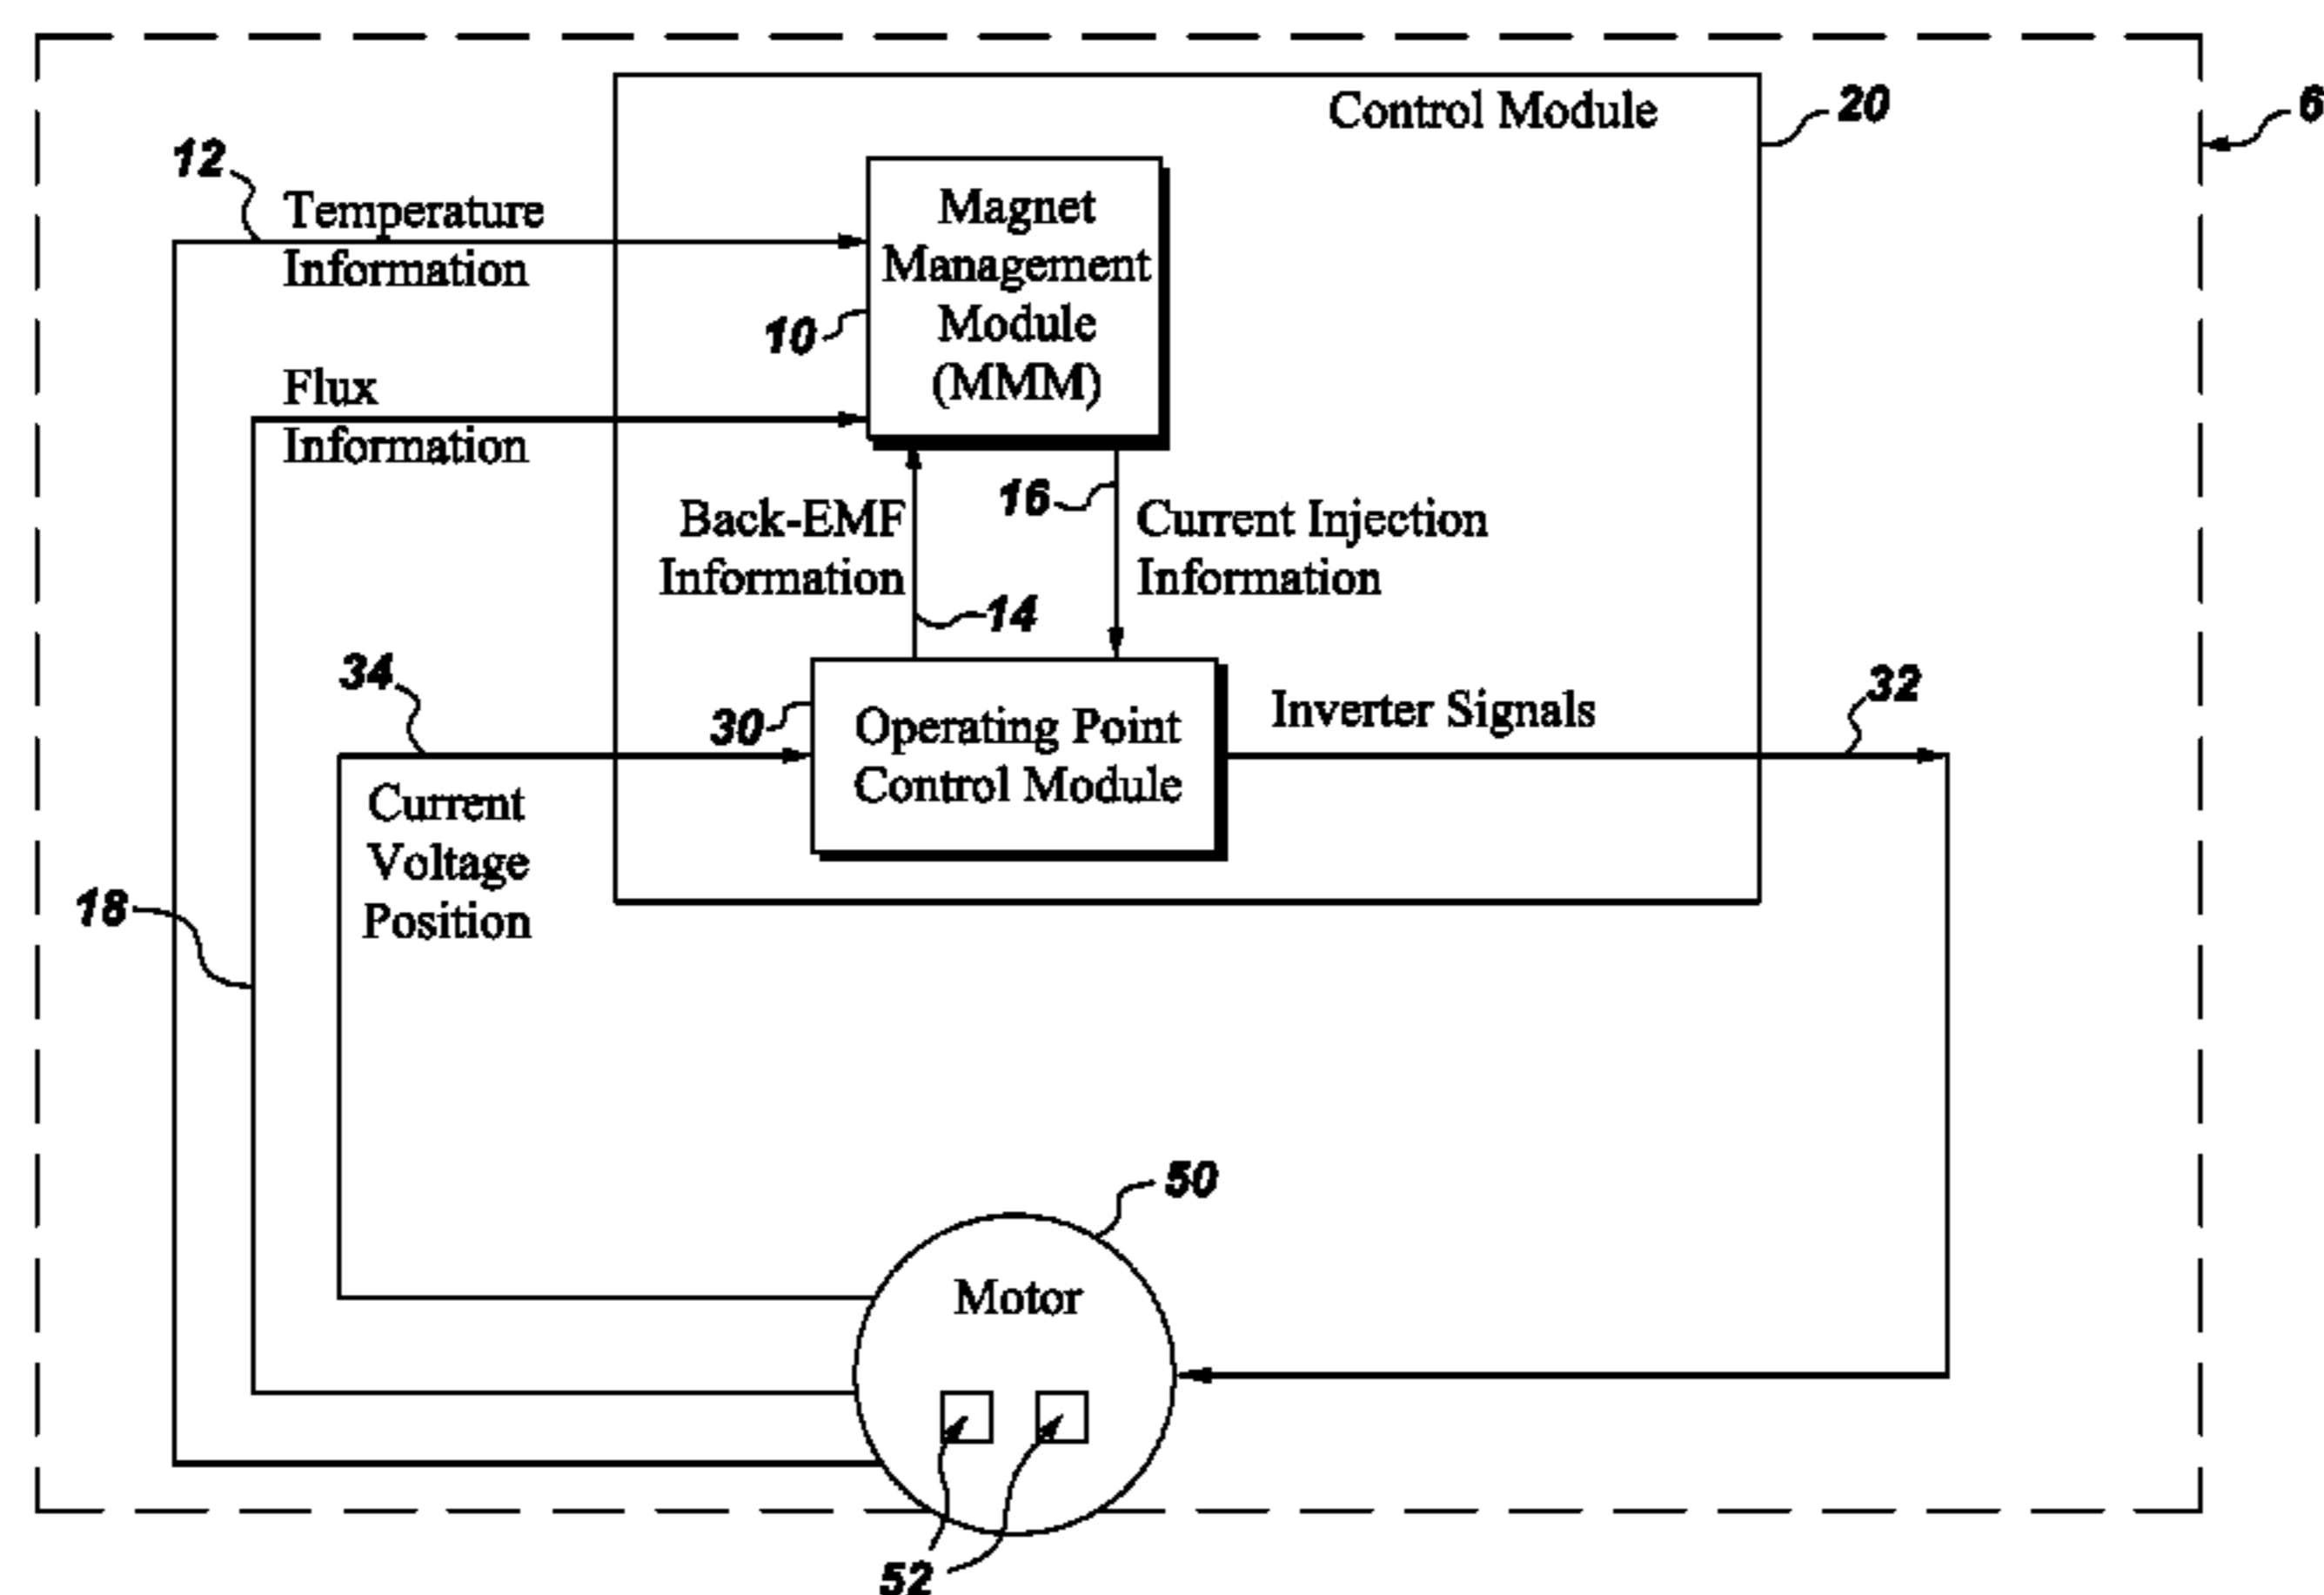 Control Module
20
6
12
Temperature
Information
Magnet
Management
Module
(MMM)
10
Flux
Information
Back-EMF
Information
16
Current Injection
Information
14
34
30
Operating Point
Control Module
Inverter Signals
32
Current
Voltage
Position
18
50
Motor
52